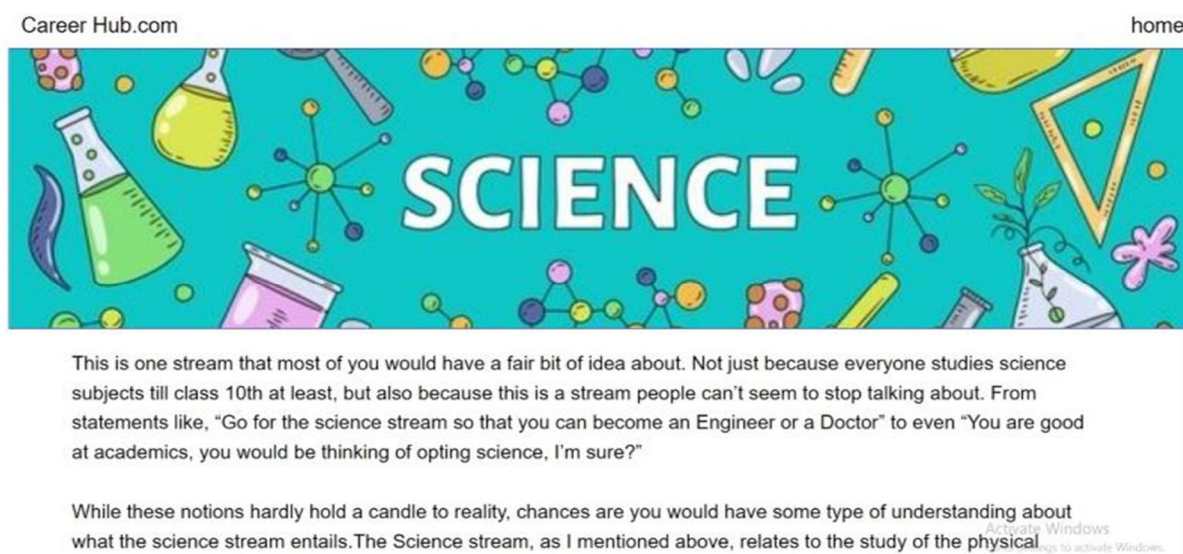 Career Hub.com
home
SCIENCE
This is one stream that most of you would have a fair bit of idea about. Not just because everyone studies science
subjects till class 10th at least, but also because this is a stream people can’t seem to stop talking about. From
statements like, “Go for the science stream so that you can become an Engineer or a Doctor” to even “You are good
at academics, you would be thinking of opting science, I’m sure?”
While these notions hardly hold a candle to reality, chances are you would have some type of understanding about
Activate Windows
what the science stream entails.The Science stream, as I mentioned above, relates to the study of the physical
to activate Windows.